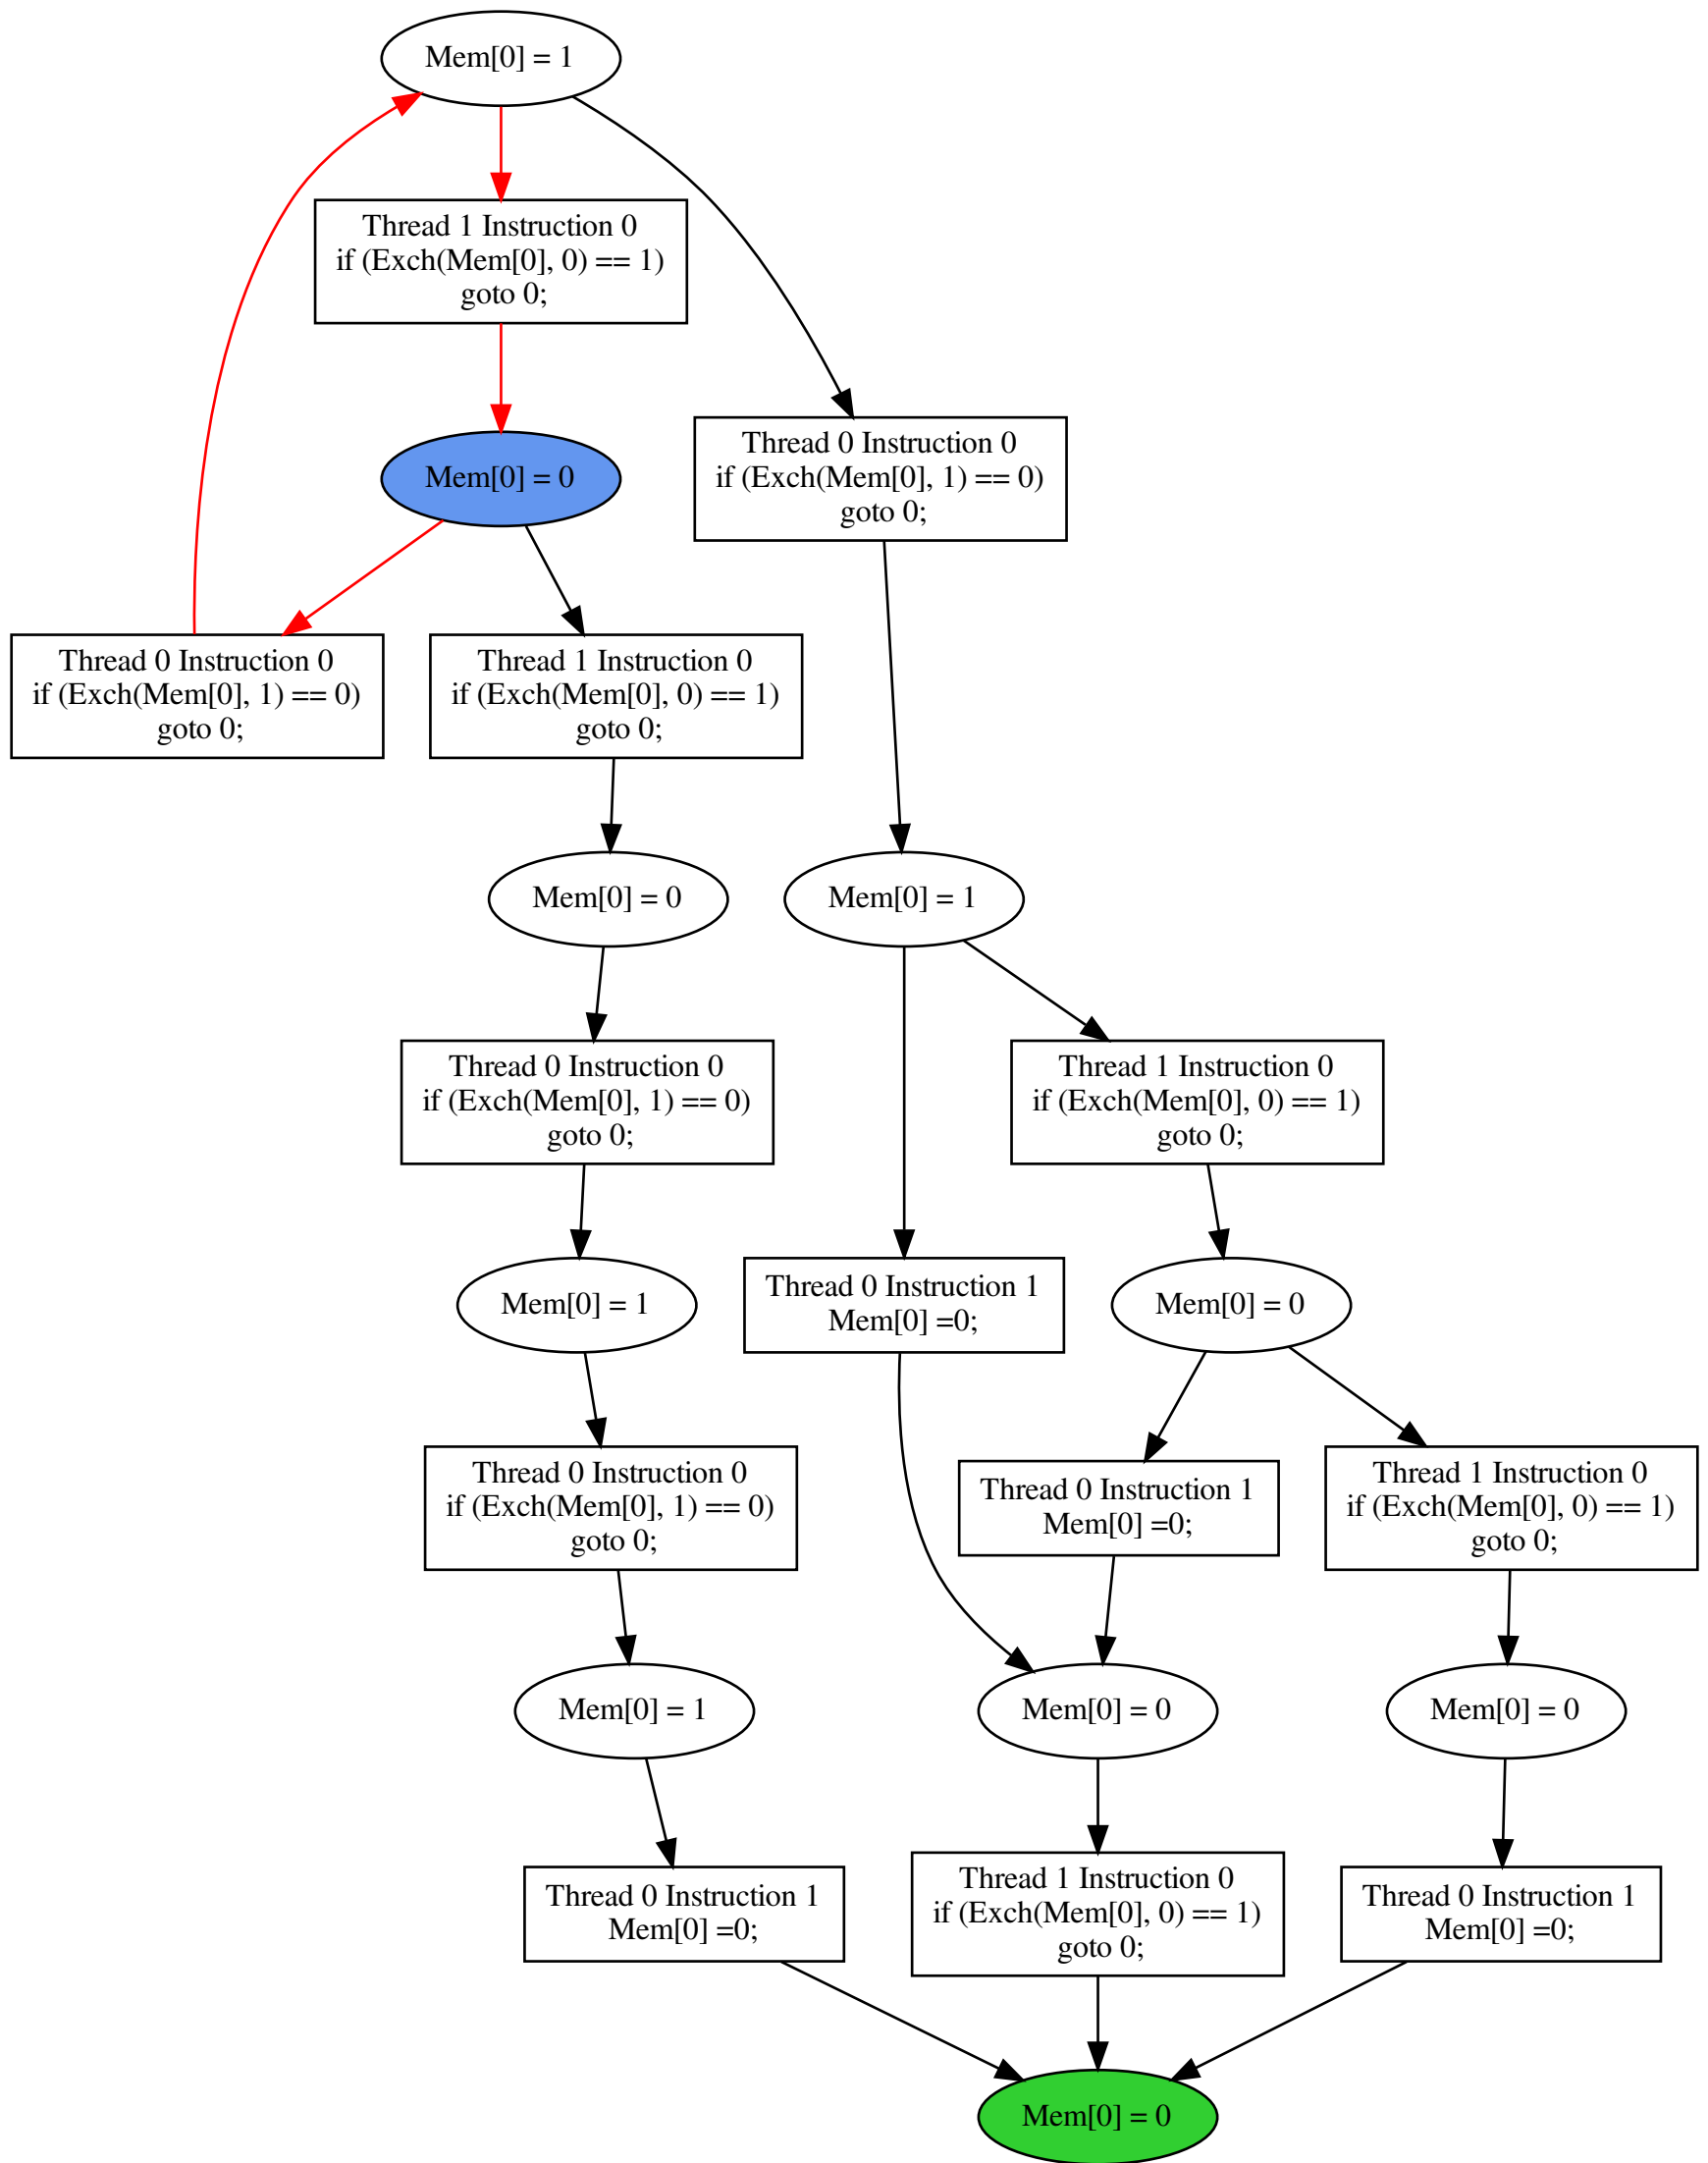 Mem[0] = 1
Thread 1 Instruction 0
if (Exch(Mem[0], 0) == 1)
goto 0;
Mem[0] = 0
Thread 0 Instruction 0
if (Exch(Mem[0], 1) == 0)
goto 0;
Thread 0 Instruction 0
if (Exch(Mem[0], 1) == 0)
goto 0;
Thread 1 Instruction 0
if (Exch(Mem[0], 0) == 1)
goto 0;
Mem[0] = 0
Mem[0] = 1
Thread 0 Instruction 0
if (Exch(Mem[0], 1) == 0)
goto 0;
Thread 1 Instruction 0
if (Exch(Mem[0], 0) == 1)
goto 0;
Mem[0] = 1
Thread 0 Instruction 1
Mem[0] =0;
Mem[0] = 0
Thread 0 Instruction 0
if (Exch(Mem[0], 1) == 0)
goto 0;
Thread 0 Instruction 1
Mem[0] =0;
Thread 1 Instruction 0
if (Exch(Mem[0], 0) == 1)
goto 0;
Mem[0] = 1
Mem[0] = 0
Mem[0] = 0
Thread 0 Instruction 1
Mem[0] =0;
Thread 1 Instruction 0
if (Exch(Mem[0], 0) == 1)
goto 0;
Thread 0 Instruction 1
Mem[0] =0;
Mem[0] = 0